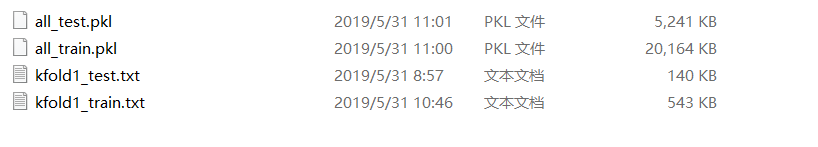 all_test.pkl 2019/5/31 11:01 PKL 文件 5,241 KB
all_train.pkl 2019/5/31 11:00 PKL 文件 20,164 KB
kfold1_test.txt 2019/5/31 8:57 文本文档 140 KB
kfold1_train.txt 2019/5/31 10:46 文本文档 543 KB